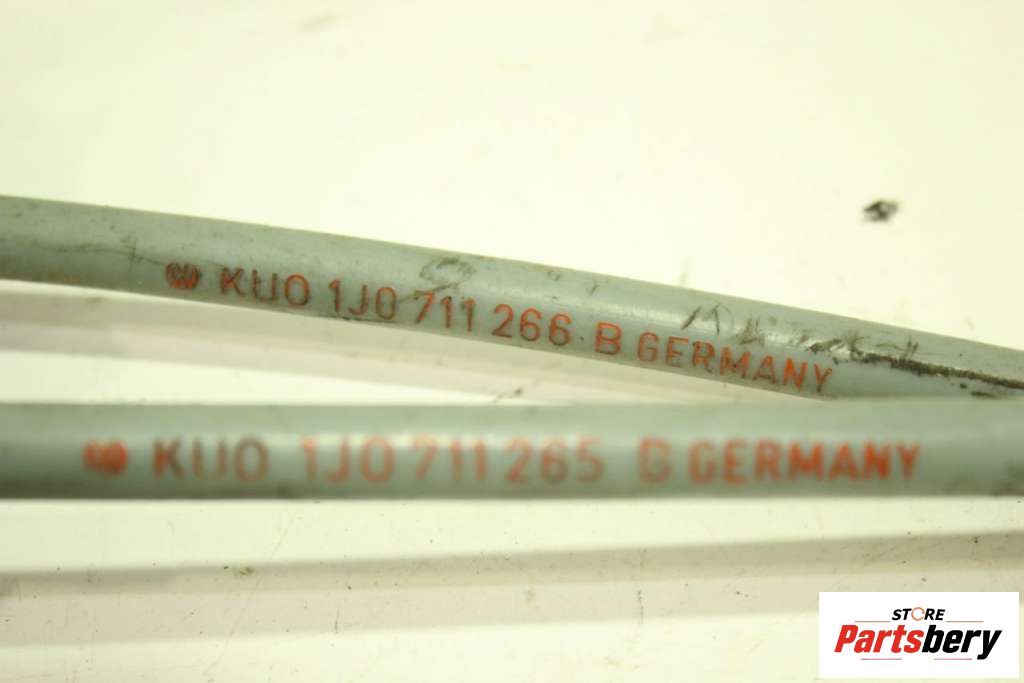 KUO 1J0 711 266 B GERMANY
KUO 1J0 711 265 B GERMANY
STORE
Partsbery